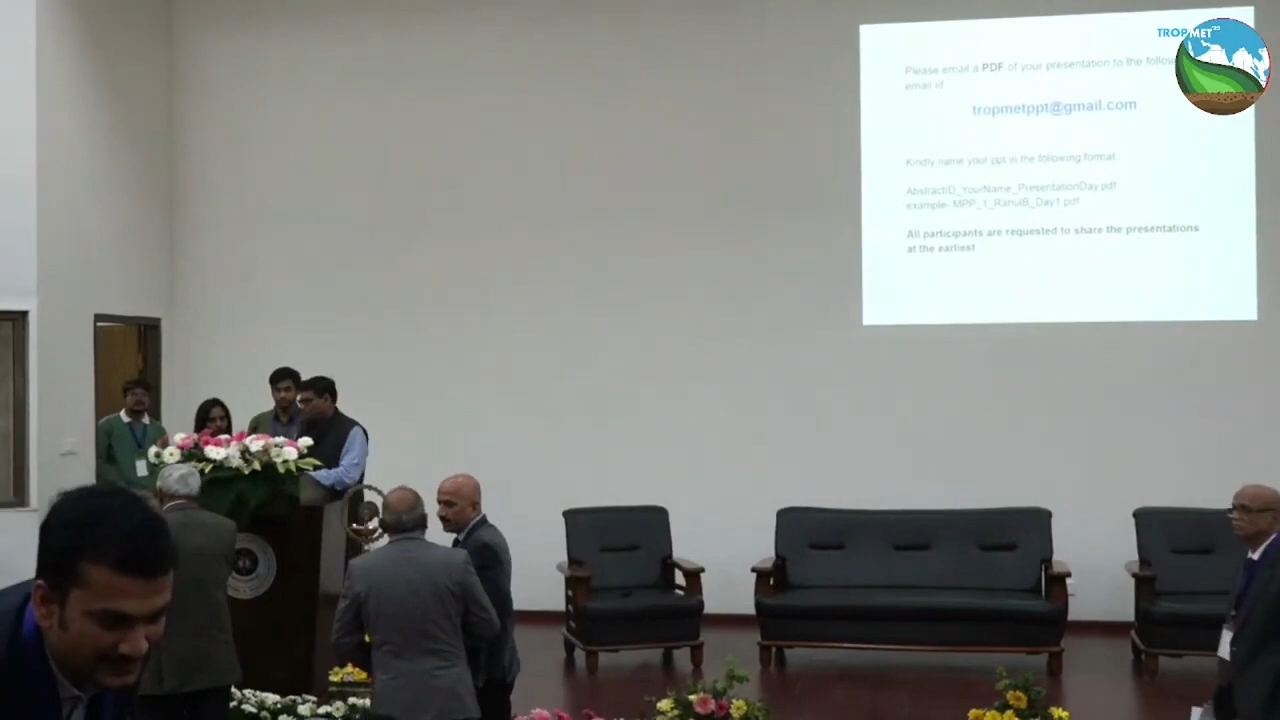 TROPMET'25
Please email a PDF of your presentation to the
email id
tropmetppt@gmail.com
Kindly name your ppt in the following format
AbstractID_YourName_PresentationDay.pdf
example- MPP_1_RahulB_Day1.pdf
All participants are requested to share the presentations
at the earliest